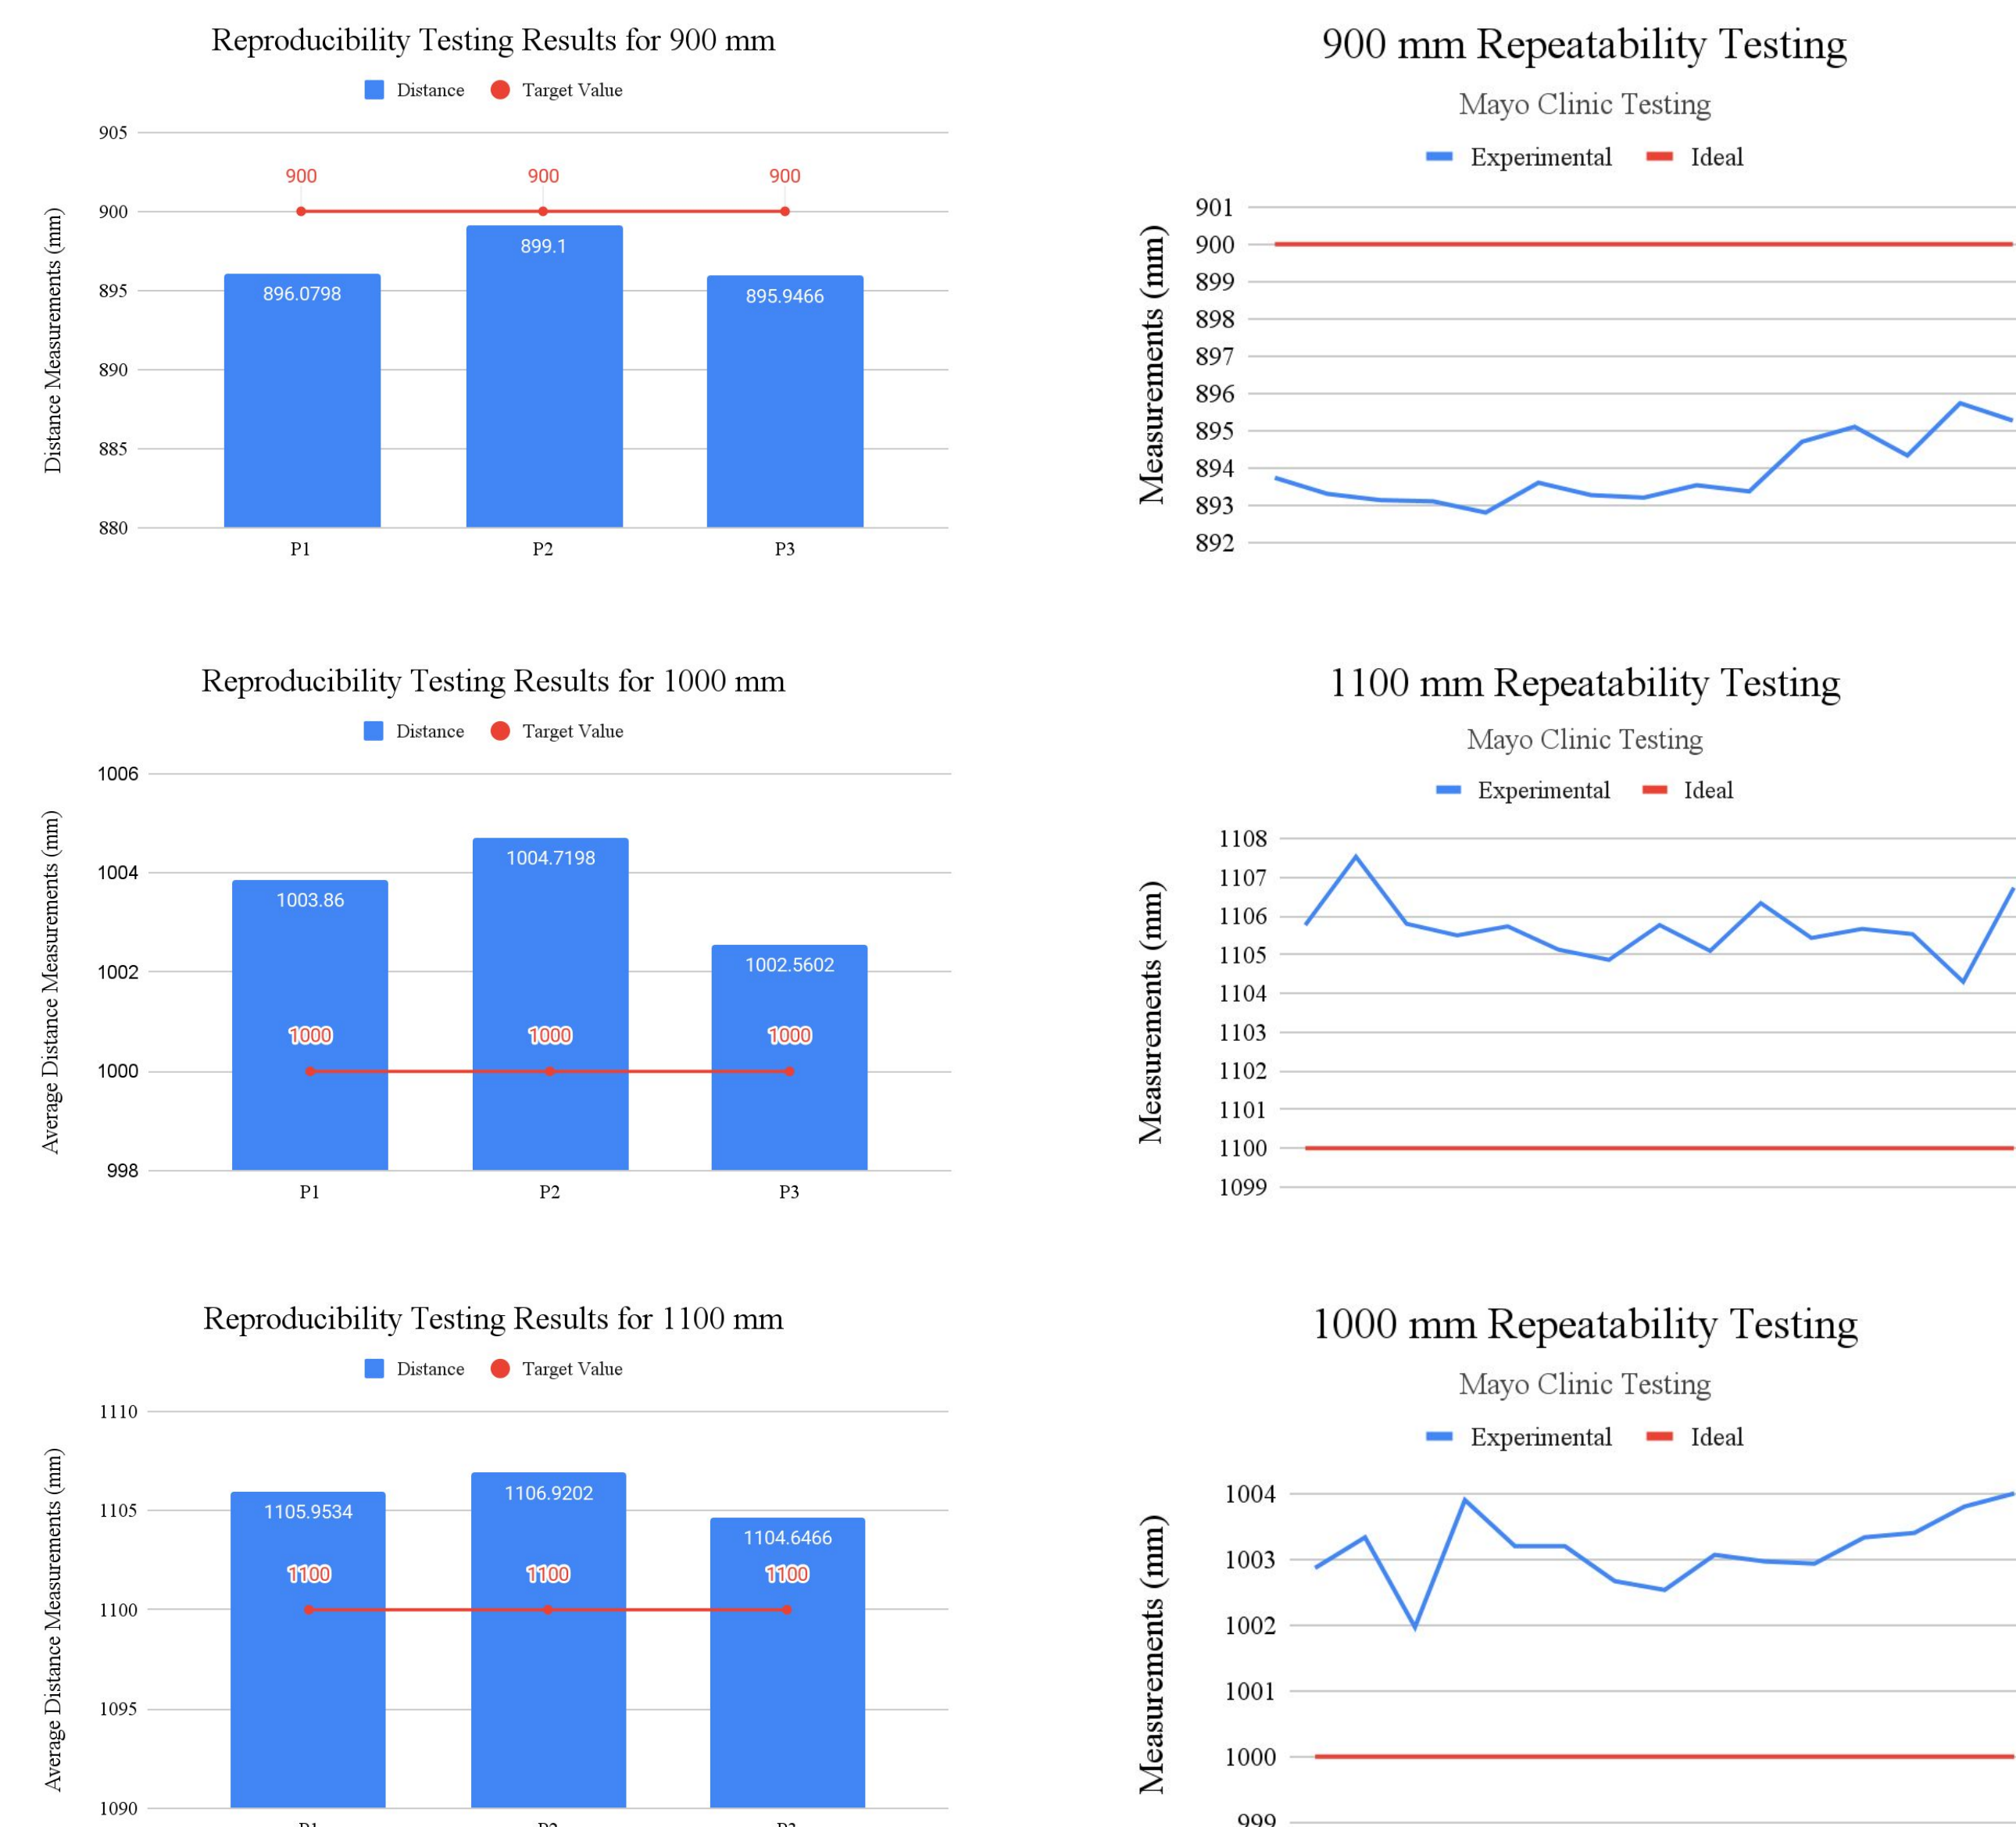 Reproducibility Testing Results for 900 mm
Distance Target Value
Distance Measurements (mm)
905
900
895
890
885
880
900 900 900
896.0798 899.1 895.9466
P1 P2 P3
900 mm Repeatability Testing
Mayo Clinic Testing
Experimental Ideal
Measurements (mm)
901
900
899
898
897
896
895
894
893
892
Reproducibility Testing Results for 1000 mm
Distance Target Value
Average Distance Measurements (mm)
1006
1004
1002
1000
998
1003.86 1004.7198 1002.5602
1000 1000 1000
P1 P2 P3
1100 mm Repeatability Testing
Mayo Clinic Testing
Experimental Ideal
Measurements (mm)
1108
1107
1106
1105
1104
1103
1102
1101
1100
1099
Reproducibility Testing Results for 1100 mm
Distance Target Value
Average Distance Measurements (mm)
1110
1105
1100
1095
1090
1105.9534 1106.9202 1104.6466
1100 1100 1100
P1 P2 P3
1000 mm Repeatability Testing
Mayo Clinic Testing
Experimental Ideal
Measurements (mm)
1004
1003
1002
1001
1000
999